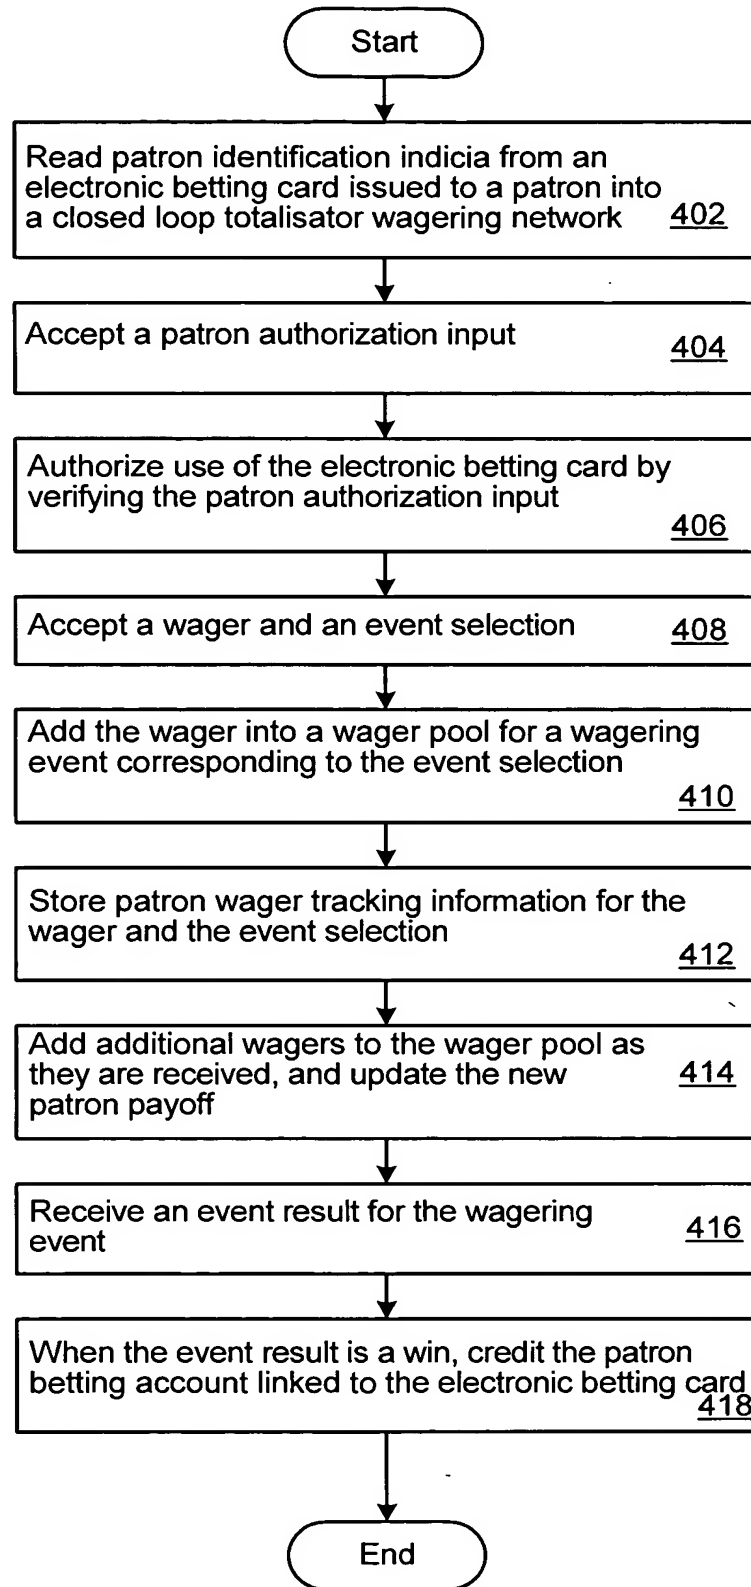 Start
Read patron identification indicia from an
electronic betting card issued to a patron into
a closed loop totalisator wagering network 402
Accept a patron authorization input 404
Authorize use of the electronic betting card by
verifying the patron authorization input
406
Accept a wager and an event selection 408
Add the wager into a wager pool for a wagering
event corresponding to the event selection
410
Store patron wager tracking information for the
wager and the event selection
412
Add additional wagers to the wager pool as
they are received, and update the new 414
patron payoff
Receive an event result for the wagering
event 416
When the event result is a win, credit the patron
betting account linked to the electronic betting card
418
End